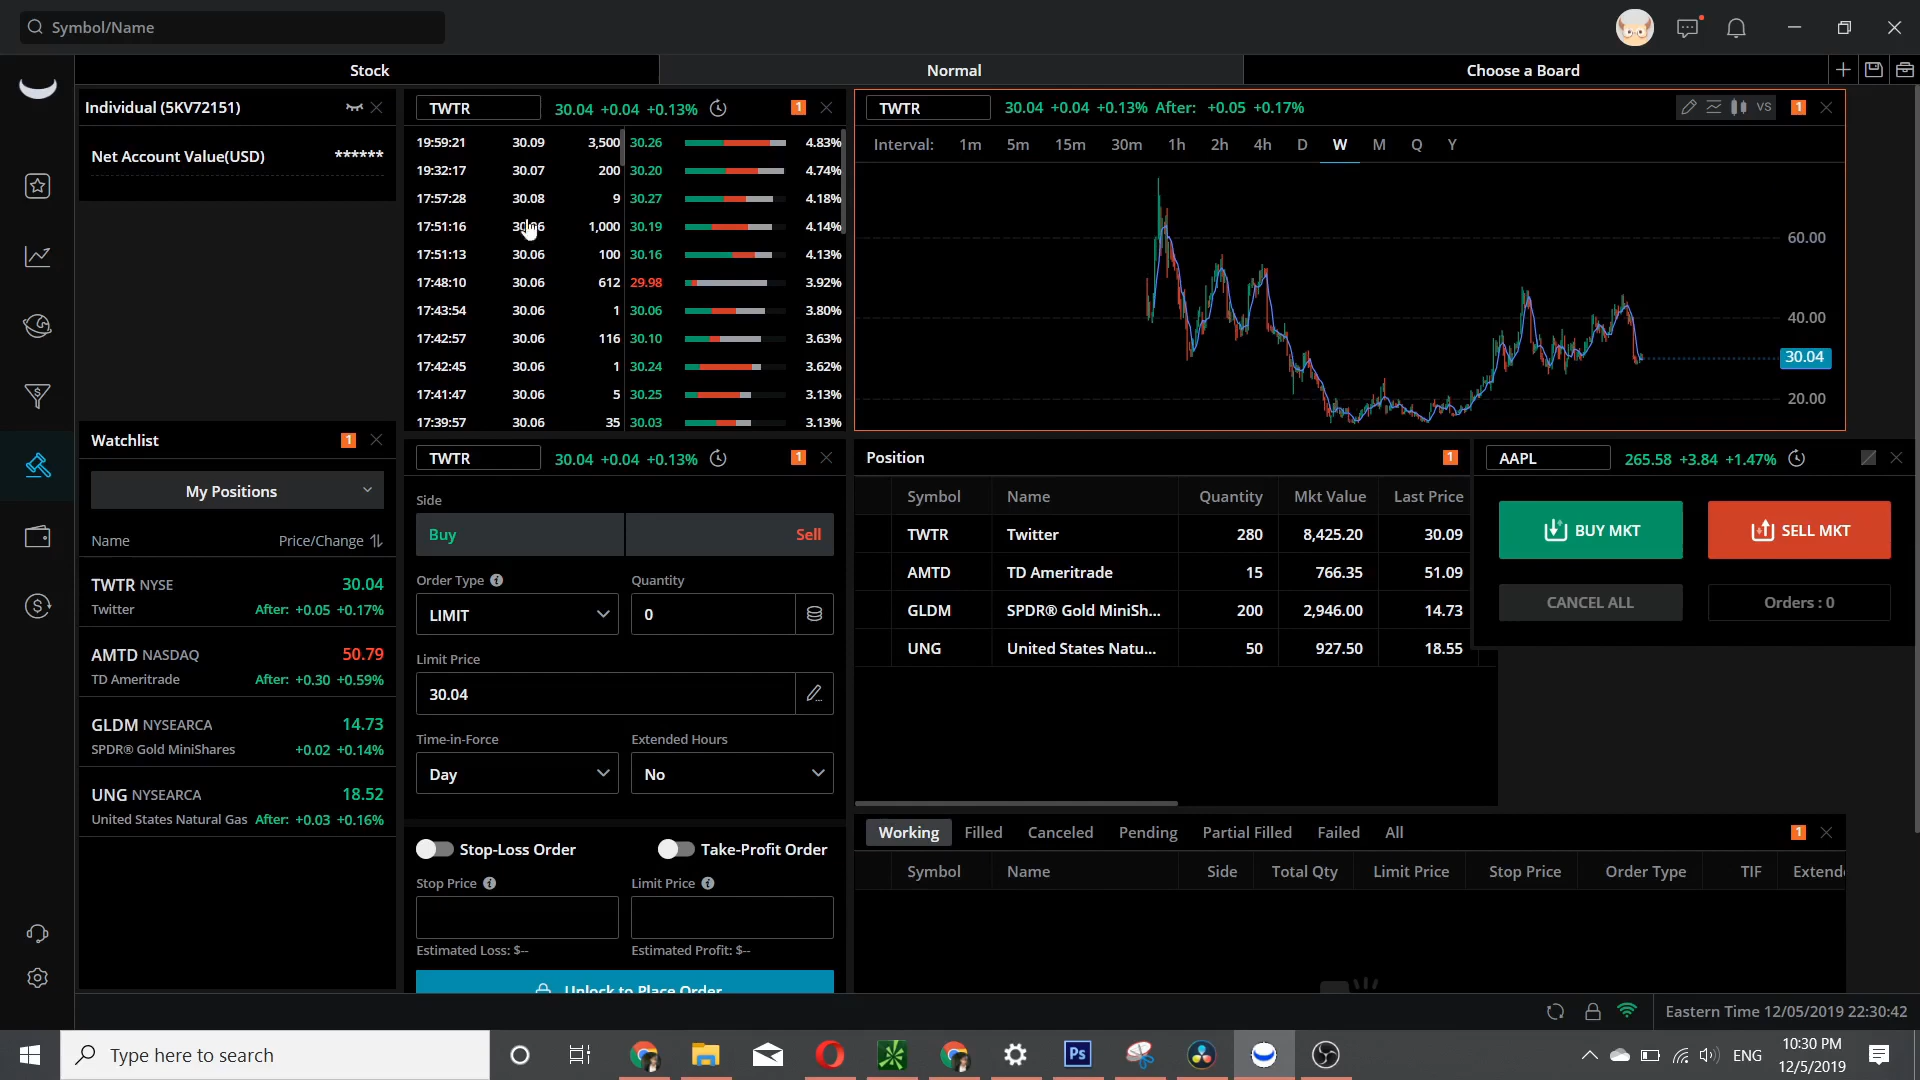 Symbol/Name
Stock
Normal
Choose a Board
Individual (5KV72151)
Net Account Value(USD) ******
TWTR 30.04 +0.04 +0.13% 1
19:59:21 30.09 3,500 30.26 4.83%
19:32:17 30.07 200 30.20 4.74%
17:57:28 30.08 9 30.27 4.18%
17:51:16 30.06 1,000 30.19 4.14%
17:51:13 30.06 100 30.16 4.13%
17:48:10 30.06 612 29.98 3.92%
17:43:54 30.06 1 30.06 3.80%
17:42:57 30.06 116 30.10 3.63%
17:42:45 30.06 1 30.24 3.62%
17:41:47 30.06 5 30.25 3.13%
17:39:57 30.06 35 30.03 3.13%
TWTR 30.04 +0.04 +0.13% After: +0.05 +0.17% VS 1
Interval: 1m 5m 15m 30m 1h 2h 4h D W M Q Y
60.00
40.00
30.04
20.00
Watchlist 1
My Positions
Name Price/Change
TWTR NYSE 30.04
Twitter After: +0.05 +0.17%
AMTD NASDAQ 50.79
TD Ameritrade After: +0.30 +0.59%
GLDM NYSEARCA 14.73
SPDR® Gold MiniShares +0.02 +0.14%
UNG NYSEARCA 18.52
United States Natural Gas After: +0.03 +0.16%
TWTR 30.04 +0.04 +0.13% 1
Side
Buy Sell
Order Type Quantity
LIMIT 0
Limit Price
30.04
Time-in-Force Extended Hours
Day No
Stop-Loss Order Take-Profit Order
Stop Price Limit Price
Estimated Loss: $-- Estimated Profit: $--
Unlock to Place Order
Position 1
Symbol Name Quantity Mkt Value Last Price
TWTR Twitter 280 8,425.20 30.09
AMTD TD Ameritrade 15 766.35 51.09
GLDM SPDR® Gold MiniSh... 200 2,946.00 14.73
UNG United States Natu... 50 927.50 18.55
AAPL 265.58 +3.84 +1.47%
BUY MKT SELL MKT
CANCEL ALL Orders : 0
Working Filled Canceled Pending Partial Filled Failed All 1
Symbol Name Side Total Qty Limit Price Stop Price Order Type TIF Extend
Eastern Time 12/05/2019 22:30:42
Type here to search
Ps
ENG
10:30 PM
12/5/2019